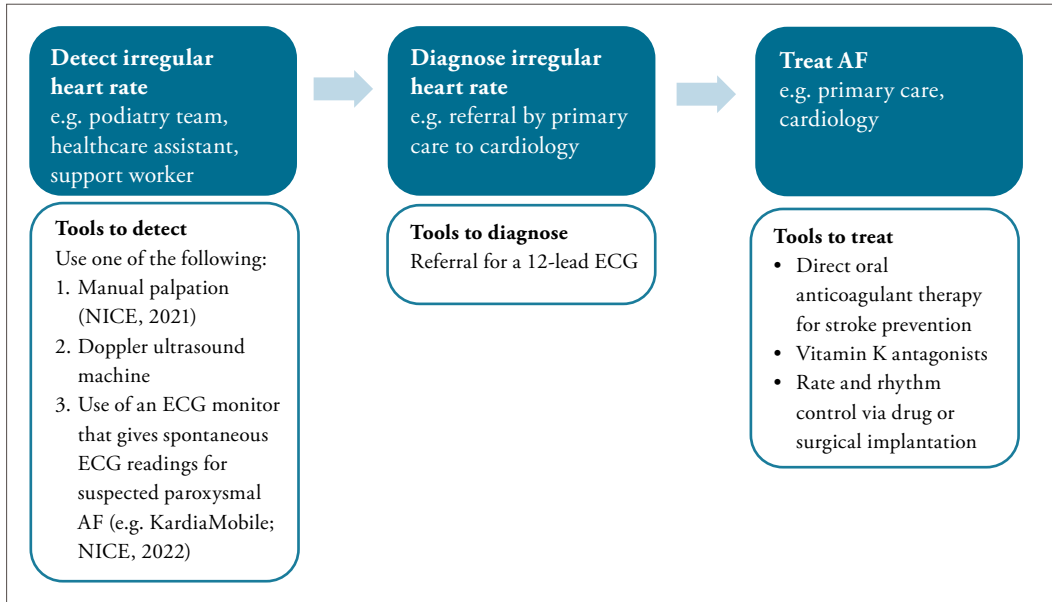 Detect irregular
heart rate
e.g. podiatry team,
healthcare assistant,
support worker
Tools to detect
Use one of the following:
1. Manual palpation
(NICE, 2021)
2. Doppler ultrasound
machine
3. Use of an ECG monitor
that gives spontaneous
ECG readings for
suspected paroxysmal
AF (e.g. KardiaMobile;
NICE, 2022)
Diagnose irregular
heart rate
e.g. referral by primary
care to cardiology
Tools to diagnose
Referral for a 12-lead ECG
Treat AF
e.g. primary care,
cardiology
Tools to treat
• Direct oral
anticoagulant therapy
for stroke prevention
• Vitamin K antagonists
• Rate and rhythm
control via drug or
surgical implantation